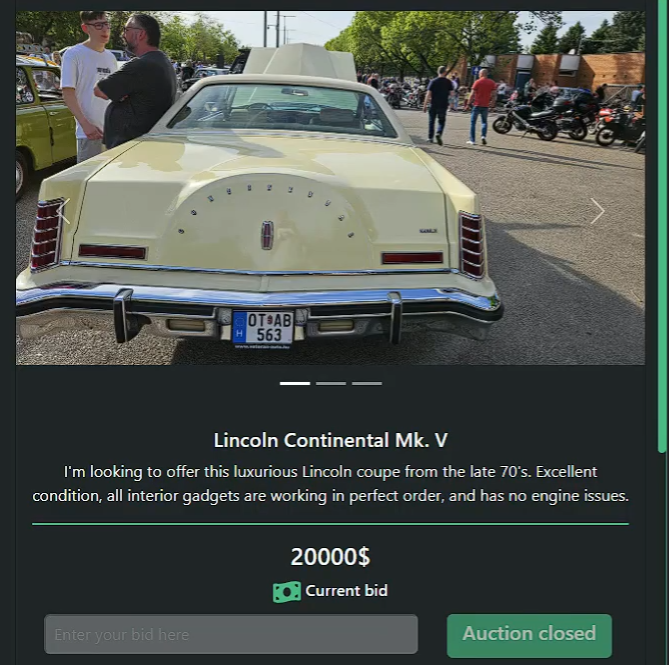 OT AB
563
H
Lincoln Continental Mk. V
I'm looking to offer this luxurious Lincoln coupe from the late 70's. Excellent
condition, all interior gadgets are working in perfect order, and has no engine issues.
20000$
Current bid
Enter your bid here
Auction closed